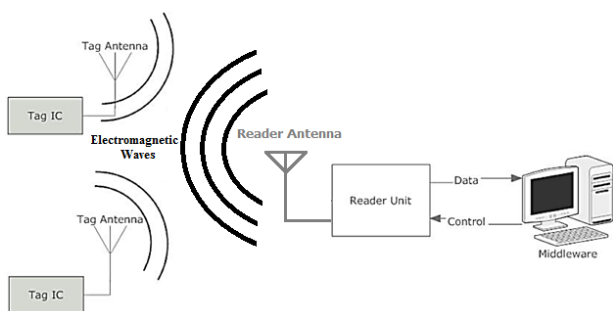 Tag Antenna
Tag IC
Electromagnetic
Waves
Reader Antenna
Tag Antenna
Tag IC
Reader Unit
Data
Control
Middleware